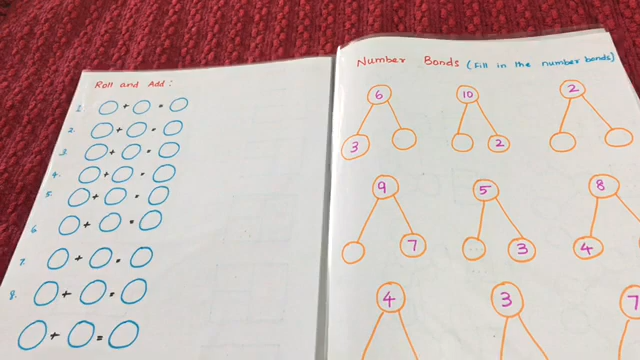 Roll and Add:
1. + =
2. + =
3. + =
4. + =
5. + =
6. + =
7. + =
8. + =
+ =
Number Bonds (Fill in the number bonds)
6 10 2
3 2
9 5 8
7 3 4
4 3 7